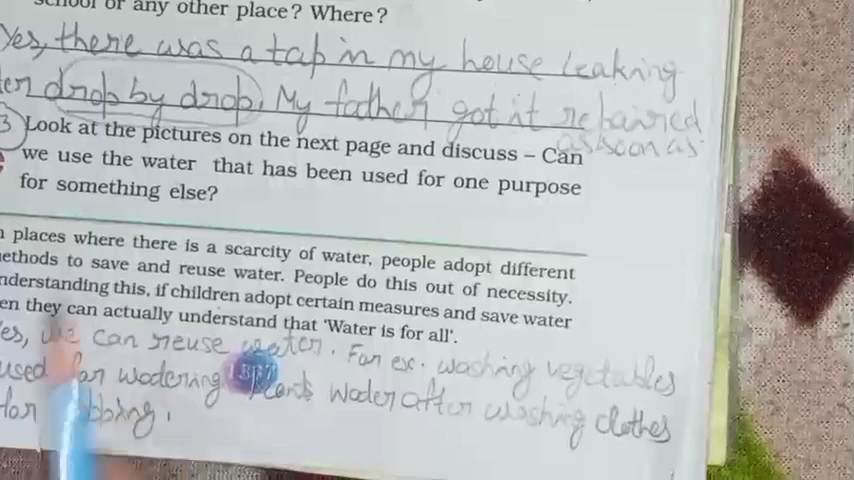 school or any other place? Where?
Yes, there was a tap in my house leaking
ter drop by drop. My father got it repaired
as soon as
3 Look at the pictures on the next page and discuss – Can
we use the water that has been used for one purpose
for something else?
n places where there is a scarcity of water, people adopt different
ethods to save and reuse water. People do this out of necessity.
nderstanding this, if children adopt certain measures and save water
en they can actually understand that 'Water is for all'.
es, we can reuse water. For ex. washing vegetables
used for watering plants water after washing clothes
for